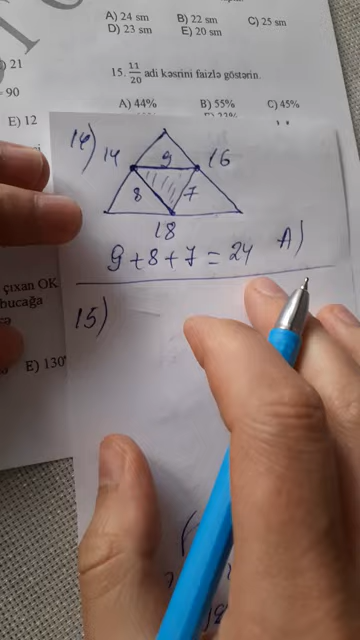 A) 24 sm B) 22 sm C) 25 sm
D) 23 sm E) 20 sm
) 21
15. 11/20 adi kəsrini faizlə göstərin.
= 90
A) 44% B) 55% C) 45%
E) 12
14) 14 9 16
8 7
18
9 + 8 + 7 = 24 A)
çıxan OK
bucağa
15)
E) 130°